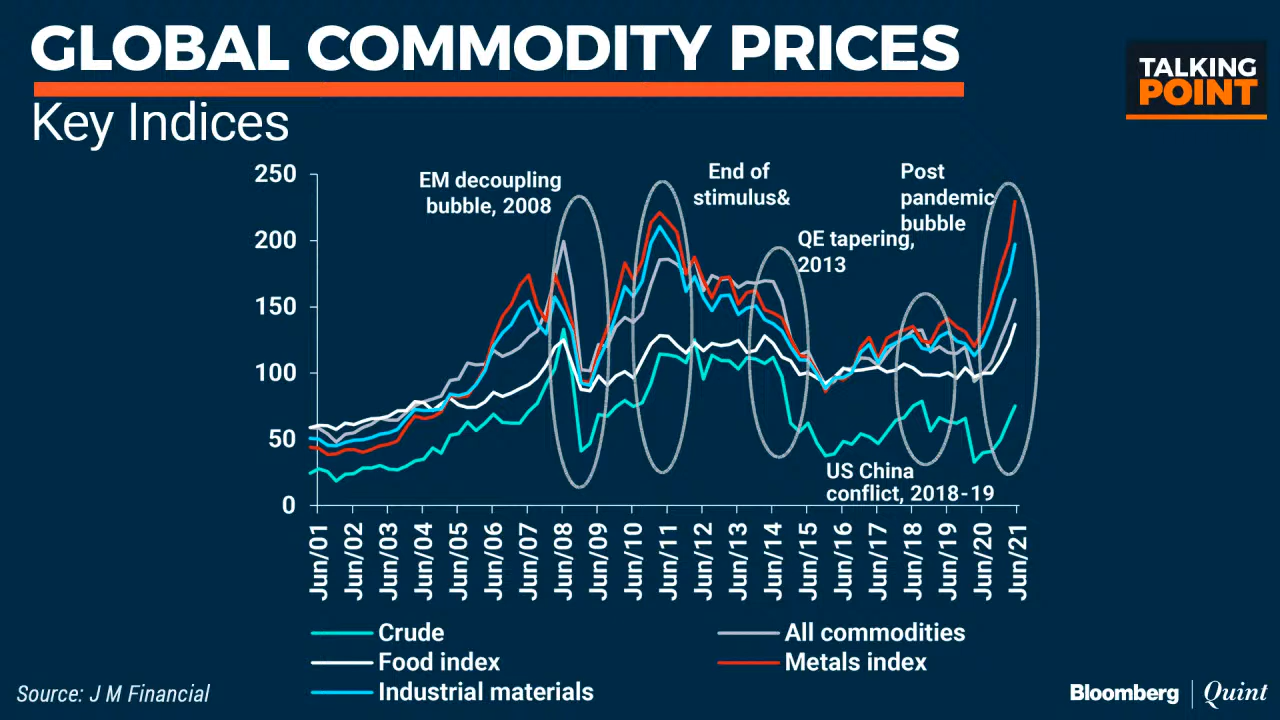 GLOBAL COMMODITY PRICES
Key Indices
TALKING
POINT
250
200
150
100
50
0
EM decoupling
bubble, 2008
End of
stimulus&
QE tapering,
2013
Post
pandemic
bubble
US China
conflict, 2018-19
Jun/01
Jun/02
Jun/03
Jun/04
Jun/05
Jun/06
Jun/07
Jun/08
Jun/09
Jun/10
Jun/11
Jun/12
Jun/13
Jun/14
Jun/15
Jun/16
Jun/17
Jun/18
Jun/19
Jun/20
Jun/21
Crude
All commodities
Food index
Metals index
Industrial materials
Source: J M Financial
Bloomberg | Quint